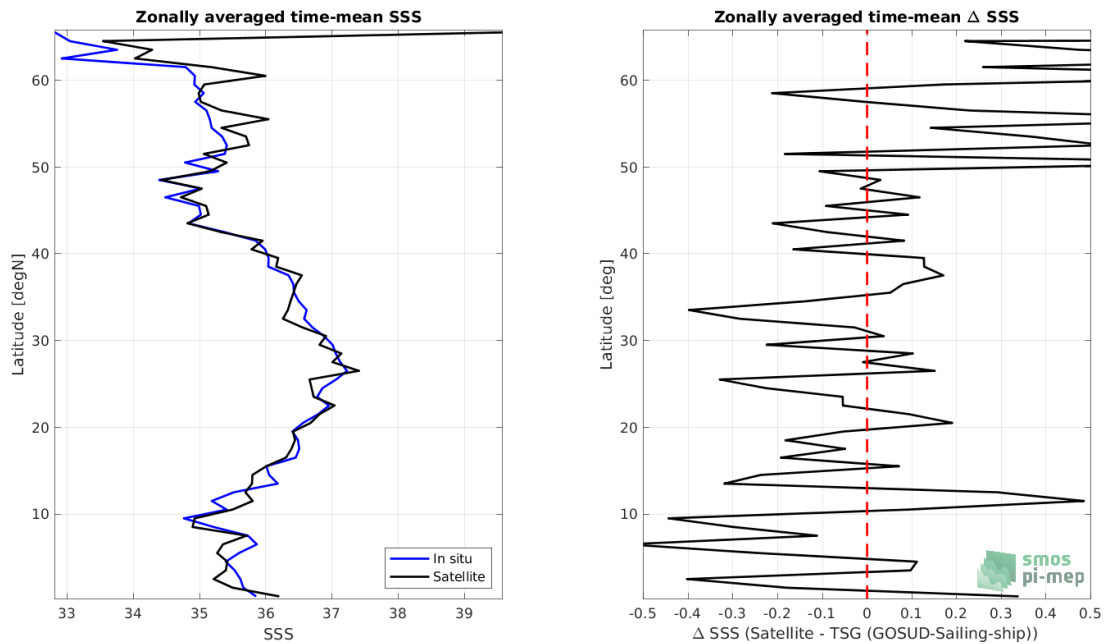 Zonally averaged time-mean SSS
60
50
40
30
20
10
Latitude [degN]
In situ
Satellite
33 34 35 36 37 38 39
SSS
Zonally averaged time-mean Δ SSS
60
50
40
30
20
10
Latitude [deg]
smos
pi-mep
-0.5 -0.4 -0.3 -0.2 -0.1 0 0.1 0.2 0.3 0.4 0.5
Δ SSS (Satellite - TSG (GOSUD-Sailing-ship))